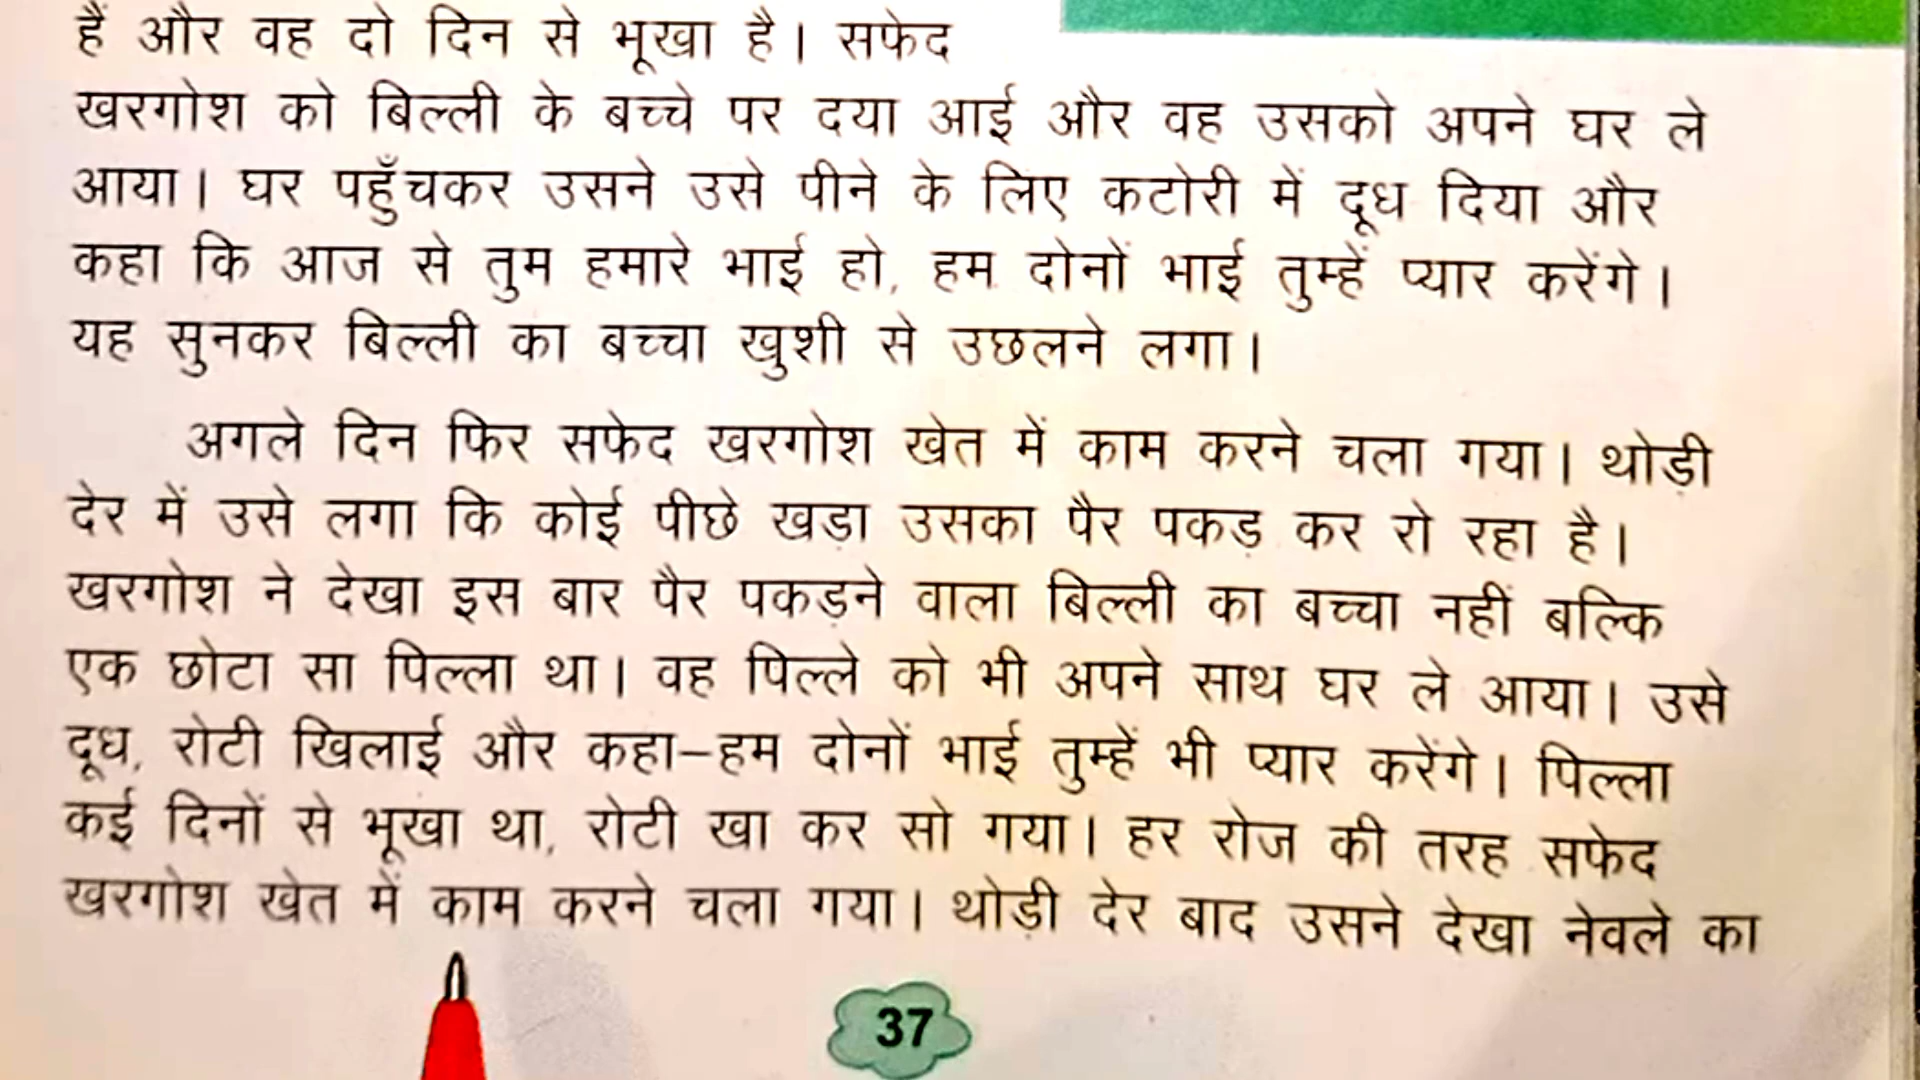 हैं और वह दो दिन से भूखा है। सफेद
खरगोश को बिल्ली के बच्चे पर दया आई और वह उसको अपने घर ले
आया। घर पहुँचकर उसने उसे पीने के लिए कटोरी में दूध दिया और
कहा कि आज से तुम हमारे भाई हो, हम दोनों भाई तुम्हें प्यार करेंगे।
यह सुनकर बिल्ली का बच्चा खुशी से उछलने लगा।
अगले दिन फिर सफेद खरगोश खेत में काम करने चला गया। थोड़ी
देर में उसे लगा कि कोई पीछे खड़ा उसका पैर पकड़ कर रो रहा है।
खरगोश ने देखा इस बार पैर पकड़ने वाला बिल्ली का बच्चा नहीं बल्कि
एक छोटा सा पिल्ला था। वह पिल्ले को भी अपने साथ घर ले आया। उसे
दूध, रोटी खिलाई और कहा–हम दोनों भाई तुम्हें भी प्यार करेंगे। पिल्ला
कई दिनों से भूखा था, रोटी खा कर सो गया। हर रोज की तरह सफेद
खरगोश खेत में काम करने चला गया। थोड़ी देर बाद उसने देखा नेवले का
37